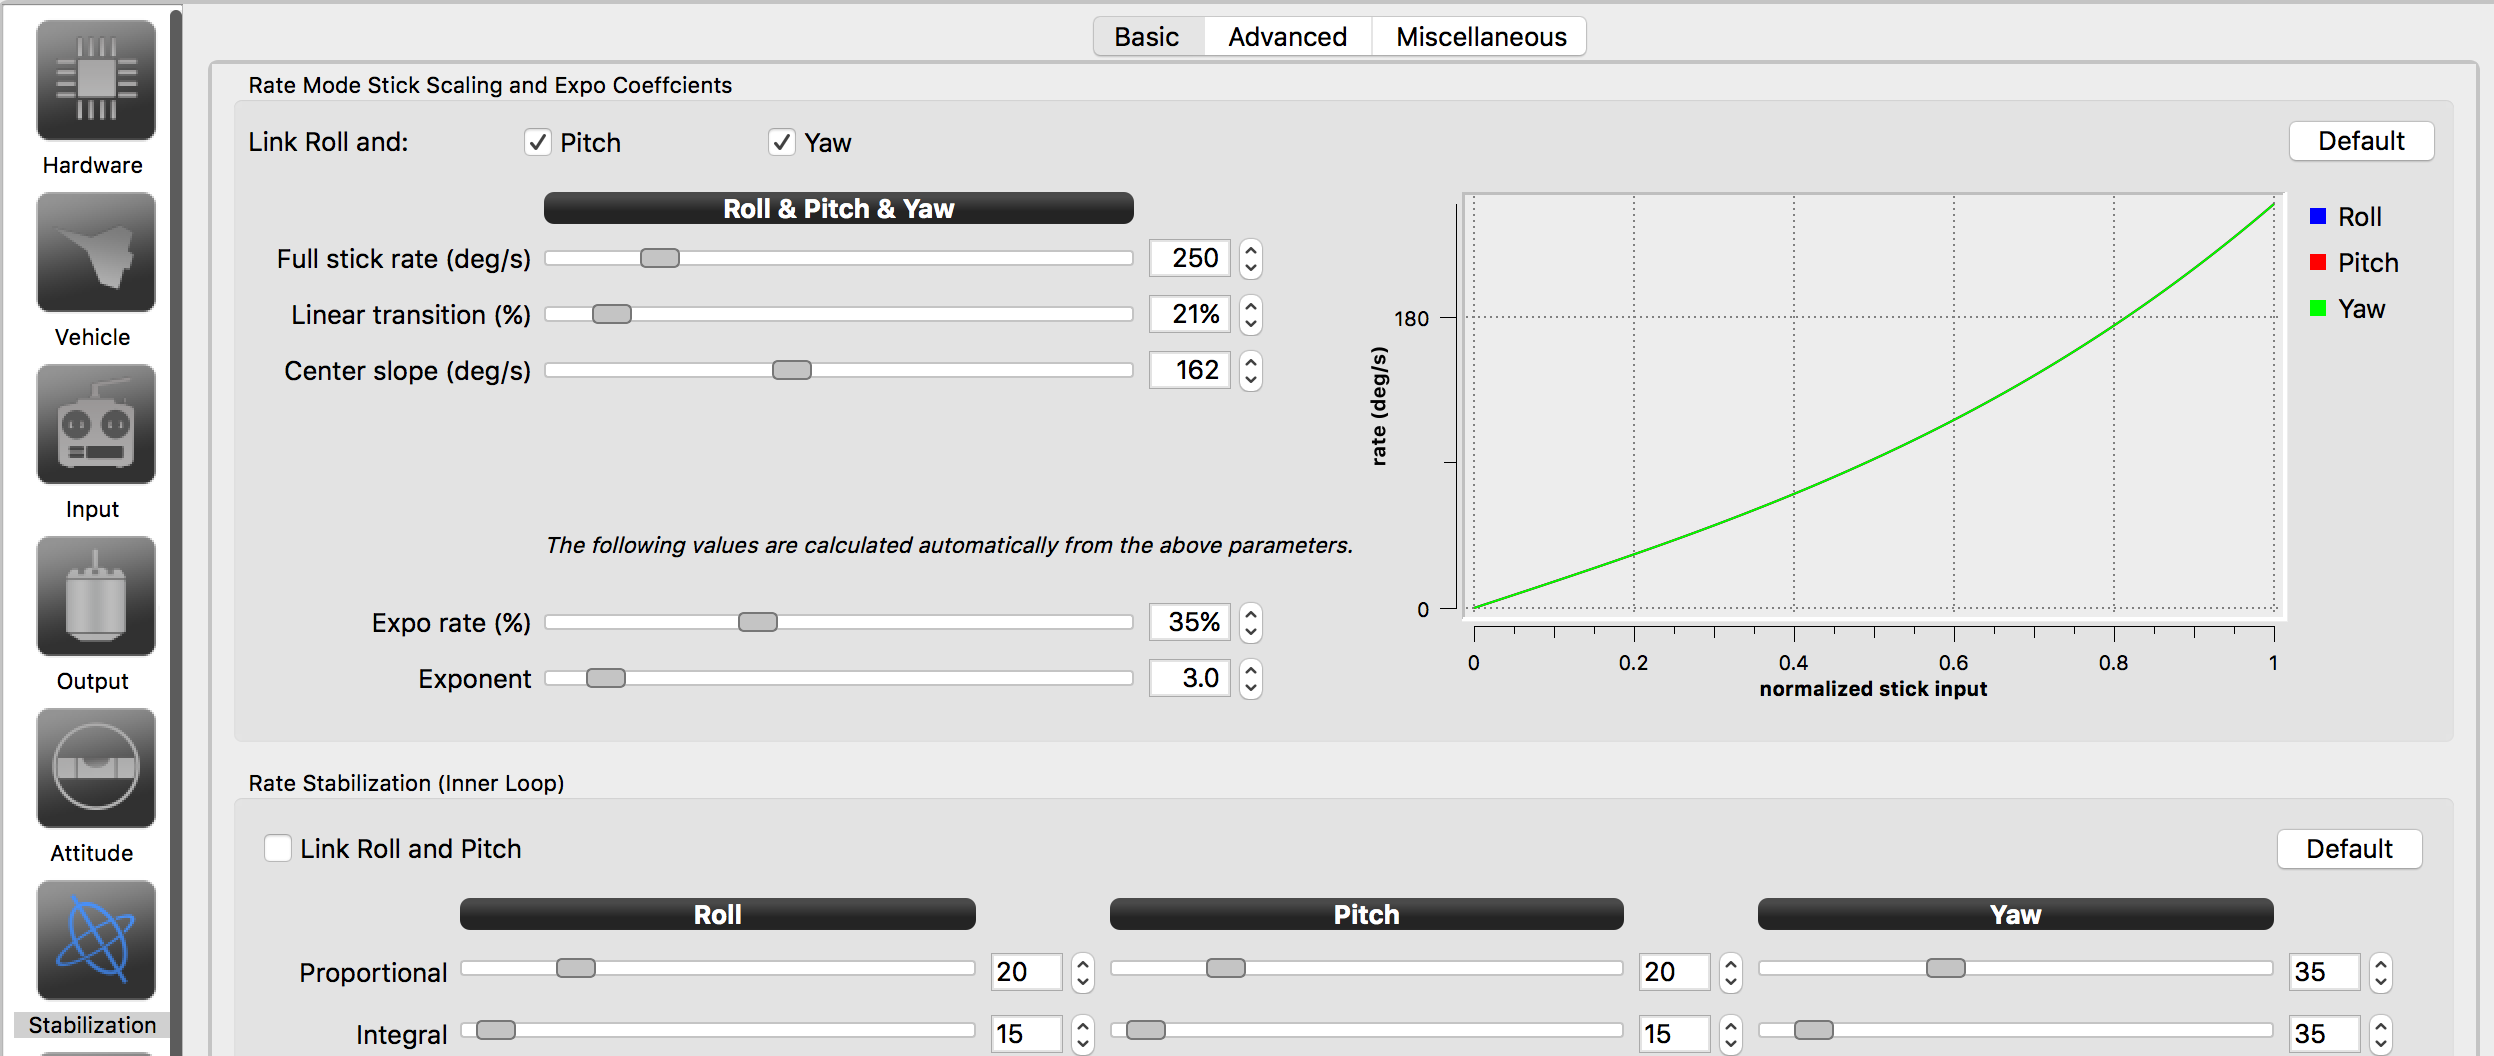 Basic Advanced Miscellaneous
Hardware
Vehicle
Input
Output
Attitude
Stabilization
Rate Mode Stick Scaling and Expo Coeffcients
Link Roll and: Pitch Yaw Default
Roll & Pitch & Yaw
Full stick rate (deg/s) 250
Linear transition (%) 21%
Center slope (deg/s) 162
The following values are calculated automatically from the above parameters.
Expo rate (%) 35%
Exponent 3.0
rate (deg/s)
180
0
0 0.2 0.4 0.6 0.8 1
normalized stick input
Roll
Pitch
Yaw
Rate Stabilization (Inner Loop)
Link Roll and Pitch Default
Roll Pitch Yaw
Proportional 20 20 35
Integral 15 15 35